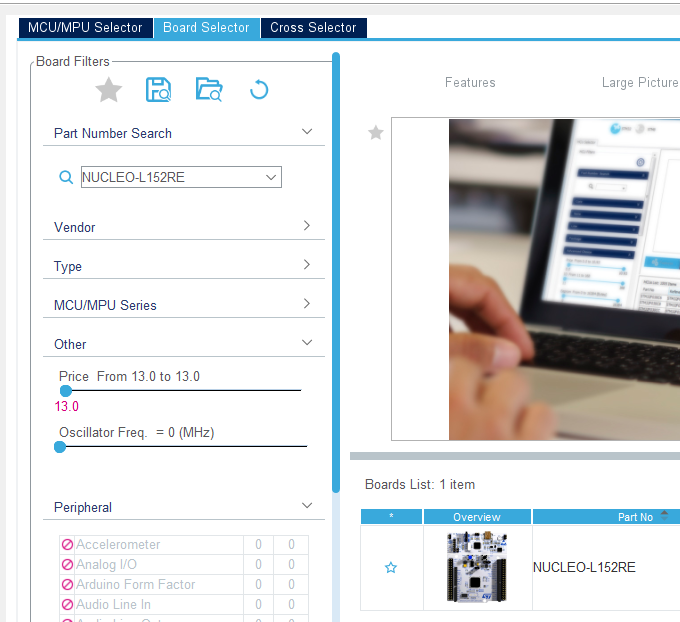 MCU/MPU Selector
Board Selector
Cross Selector
Board Filters
Part Number Search
NUCLEO-L152RE
Vendor
Type
MCU/MPU Series
Other
Price From 13.0 to 13.0
13.0
Oscillator Freq. = 0 (MHz)
Peripheral
Accelerometer 0 0
Analog I/O 0 0
Arduino Form Factor 0 0
Audio Line In 0 0
Features
Large Picture
Boards List: 1 item
* Overview Part No
NUCLEO-L152RE